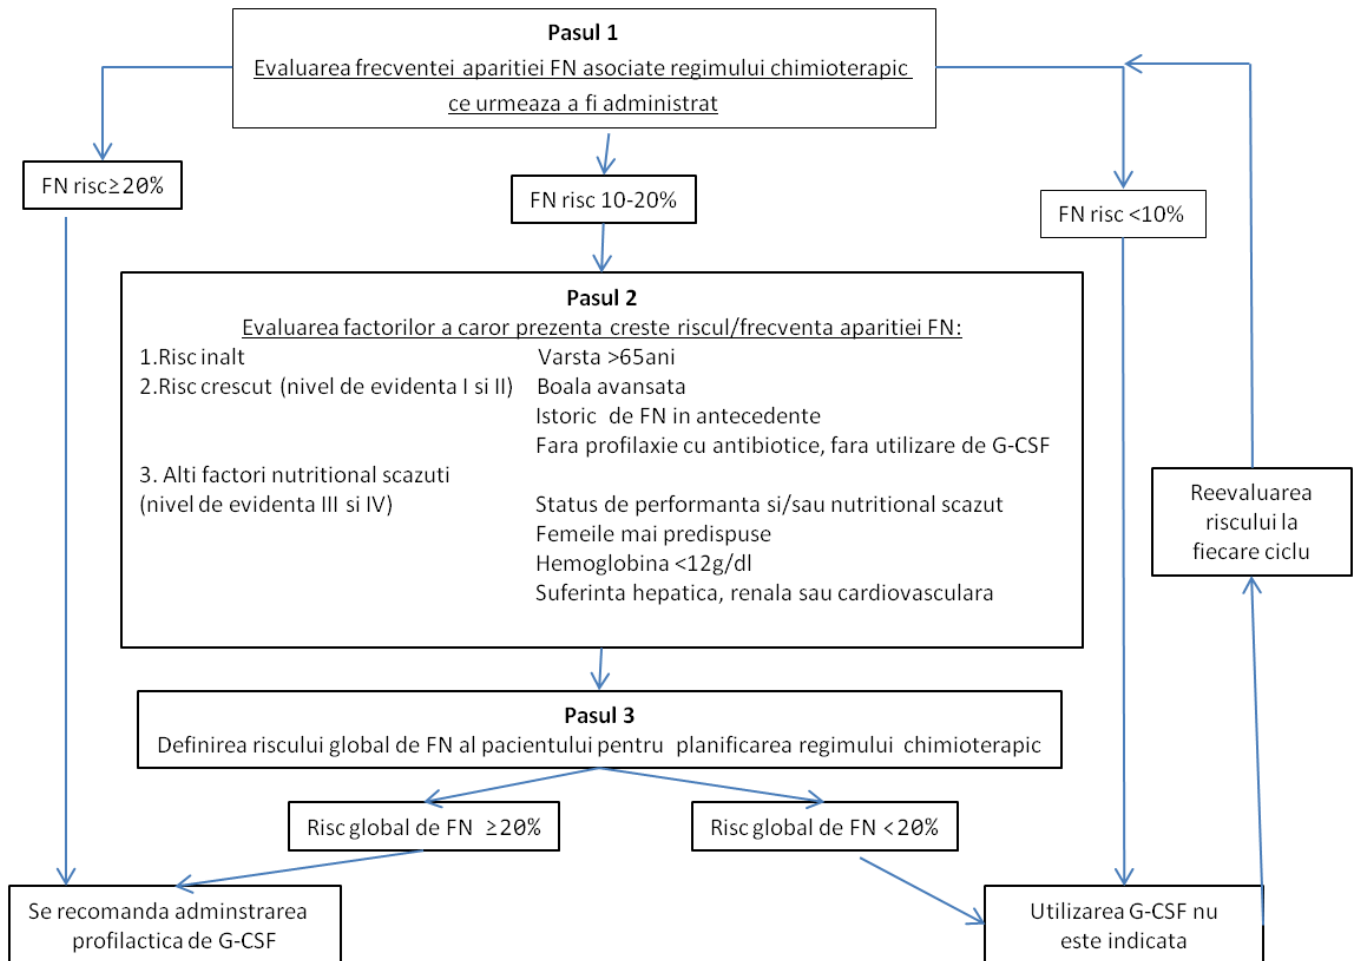 Pasul 1
Evaluarea frecventei aparitiei FN asociate regimului chimioterapic
ce urmeaza a fi administrat
FN risc≥20%
FN risc 10-20%
FN risc <10%
Pasul 2
Evaluarea factorilor a caror prezenta creste riscul/frecventa aparitiei FN:
1.Risc inalt Varsta >65ani
2.Risc crescut (nivel de evidenta I si II) Boala avansata
Istoric de FN in antecedente
Fara profilaxie cu antibiotice, fara utilizare de G-CSF
3. Alti factori nutritional scazuti
(nivel de evidenta III si IV) Status de performanta si/sau nutritional scazut
Femeile mai predispuse
Hemoglobina <12g/dl
Suferinta hepatica, renala sau cardiovasculara
Reevaluarea
riscului la
fiecare ciclu
Pasul 3
Definirea riscului global de FN al pacientului pentru planificarea regimului chimioterapic
Risc global de FN ≥20%
Risc global de FN <20%
Se recomanda adminstrarea
profilactica de G-CSF
Utilizarea G-CSF nu
este indicata